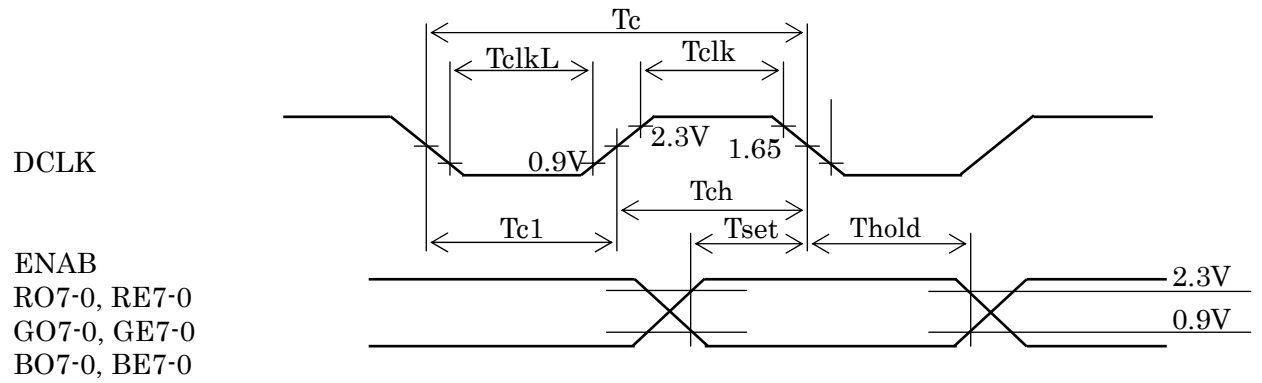 Tc
TclkL
Tclk
DCLK
0.9V
2.3V
1.65
Tch
Tc1
Tset
Thold
ENAB
RO7-0, RE7-0
GO7-0, GE7-0
BO7-0, BE7-0
2.3V
0.9V